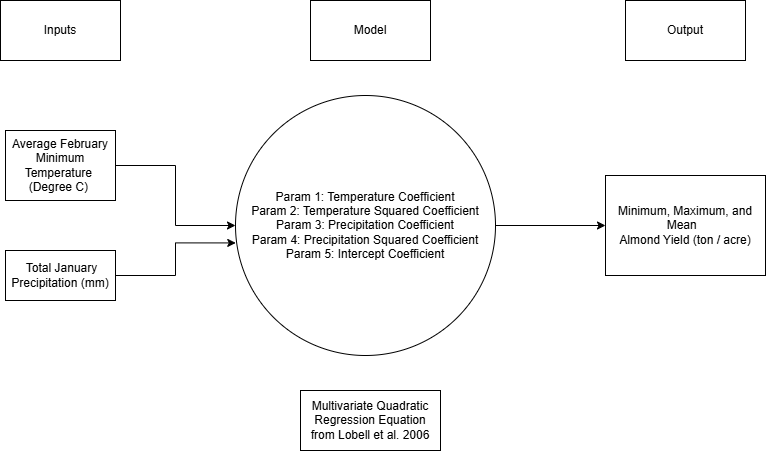 Inputs
Model
Output
Average February
Minimum
Temperature
(Degree C)
Total January
Precipitation (mm)
Param 1: Temperature Coefficient
Param 2: Temperature Squared Coefficient
Param 3: Precipitation Coefficient
Param 4: Precipitation Squared Coefficient
Param 5: Intercept Coefficient
Minimum, Maximum, and
Mean
Almond Yield (ton / acre)
Multivariate Quadratic
Regression Equation
from Lobell et al. 2006